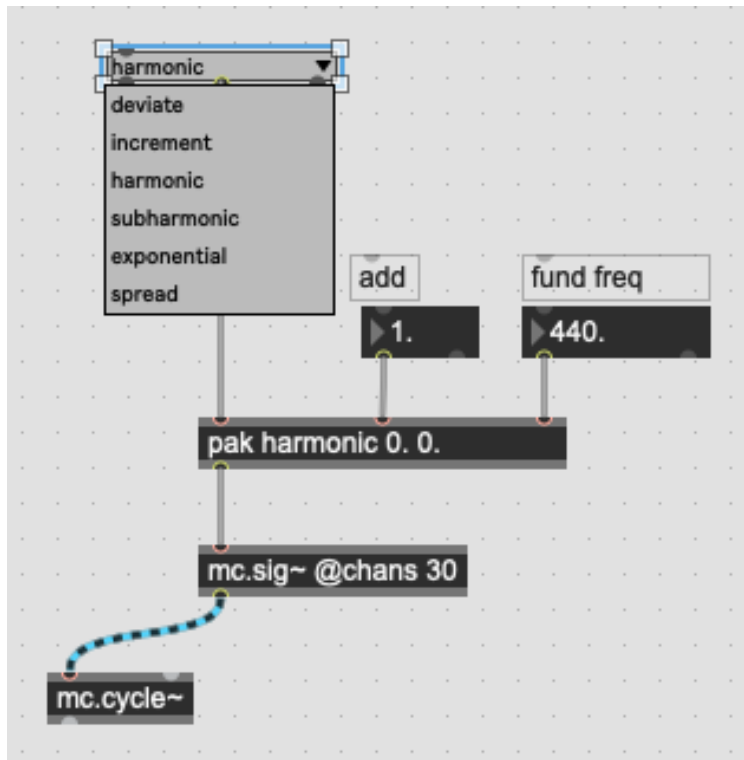 harmonic
deviate
increment
harmonic
subharmonic
exponential
spread
add
fund freq
1.
440.
pak harmonic 0. 0.
mc.sig~ @chans 30
mc.cycle~